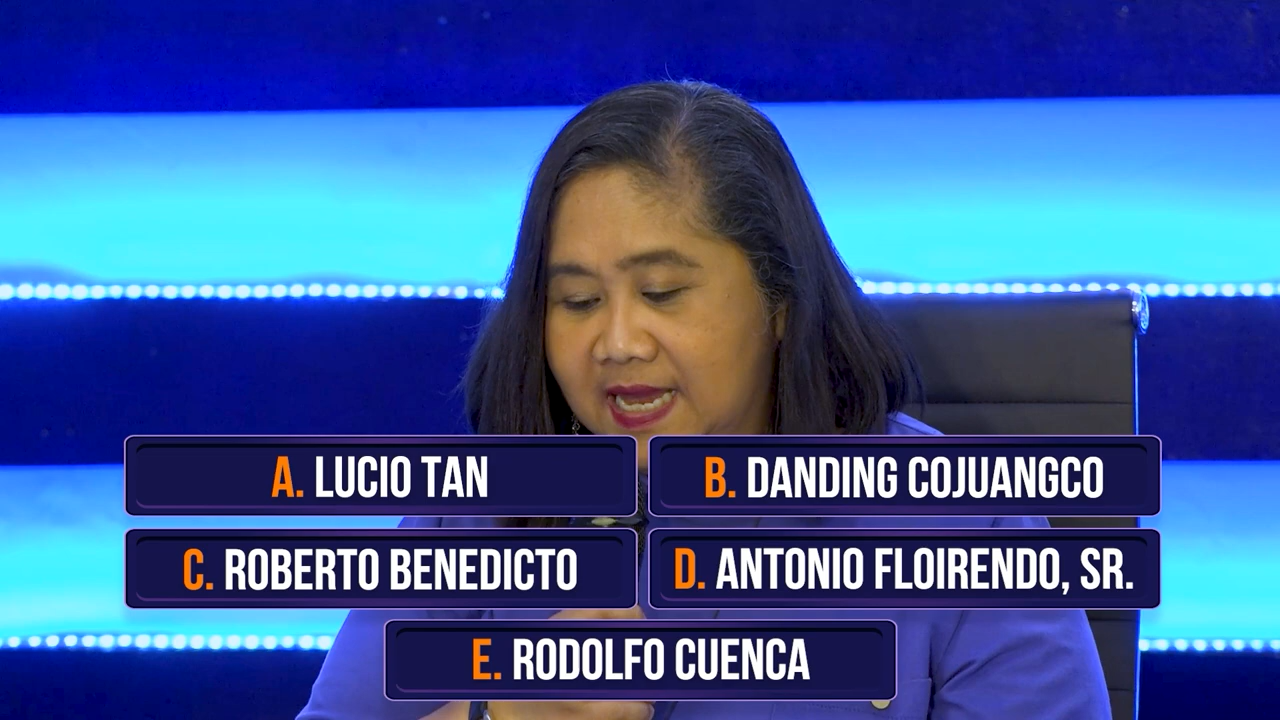 A. LUCIO TAN
B. DANDING COJUANGCO
C. ROBERTO BENEDICTO
D. ANTONIO FLOIRENDO, SR.
E. RODOLFO CUENCA